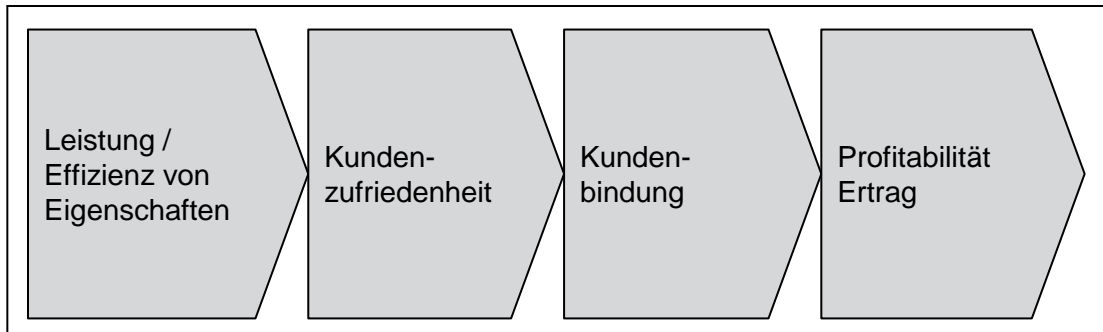 Leistung /
Effizienz von
Eigenschaften
Kunden-
zufriedenheit
Kunden-
bindung
Profitabilität
Ertrag